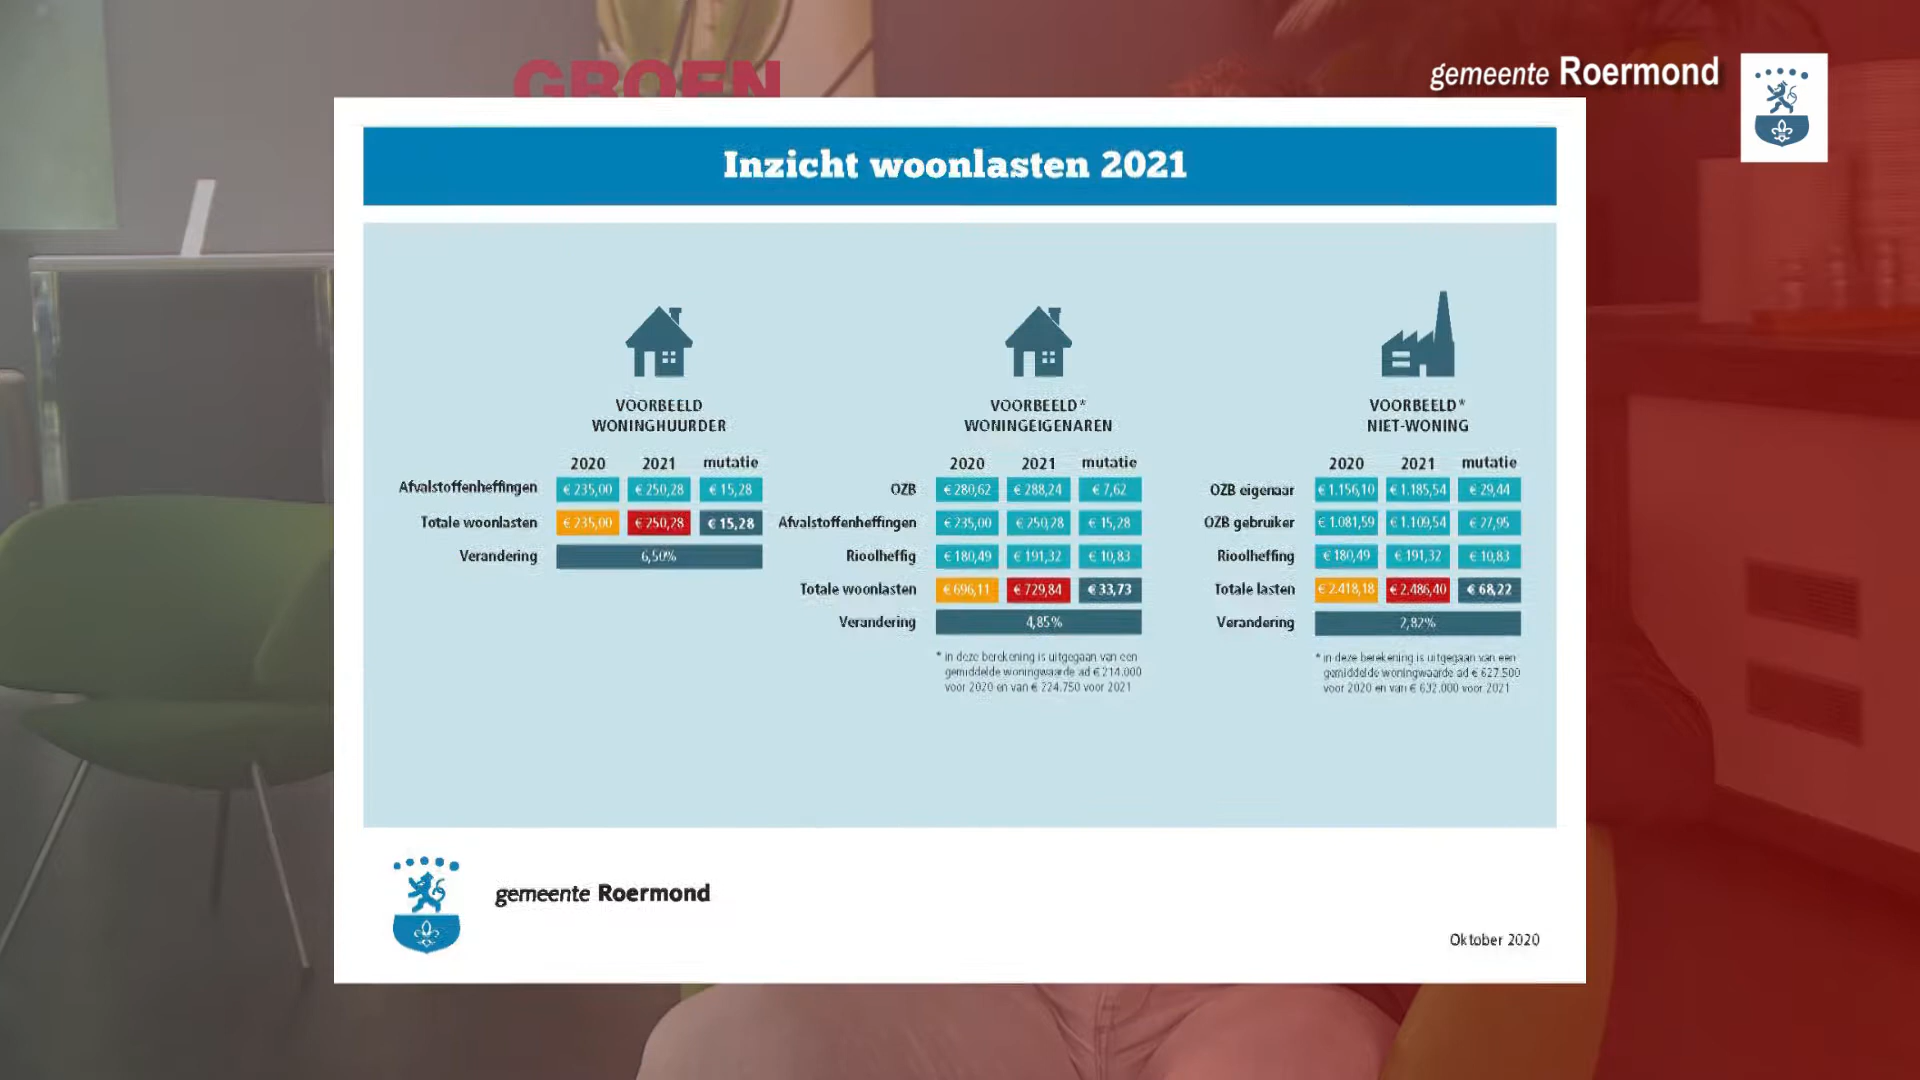 GROEN
gemeente Roermond
Inzicht woonlasten 2021
VOORBEELD
WONINGHUURDER
2020 2021 mutatie
Afvalstoffenheffingen € 235,00 € 250,28 € 15,28
Totale woonlasten € 235,00 € 250,28 € 15,28
Verandering 6,50%
VOORBEELD*
WONINGEIGENAREN
2020 2021 mutatie
OZB € 280,62 € 288,24 € 7,62
Afvalstoffenheffingen € 235,00 € 250,28 € 15,28
Rioolheffig € 180,49 € 191,32 € 10,83
Totale woonlasten € 696,11 € 729,84 € 33,73
Verandering 4,85%
* in deze berekening is uitgegaan van een
gemiddelde woningwaarde ad € 214.000
voor 2020 en van € 224.750 voor 2021
VOORBEELD*
NIET-WONING
2020 2021 mutatie
OZB eigenaar € 1.156,10 € 1.185,54 € 29,44
OZB gebruiker € 1.081,59 € 1.109,54 € 27,95
Rioolheffing € 180,49 € 191,32 € 10,83
Totale lasten € 2.418,18 € 2.486,40 € 68,22
Verandering 2,82%
* in deze berekening is uitgegaan van een
gemiddelde woningwaarde ad € 627.500
voor 2020 en van € 632.000 voor 2021
gemeente Roermond
Oktober 2020